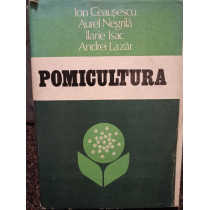 Ion Ceaușescu
Aurel Negrilă
Ilarie Isac
Andrei Lazăr
POMICULTURA